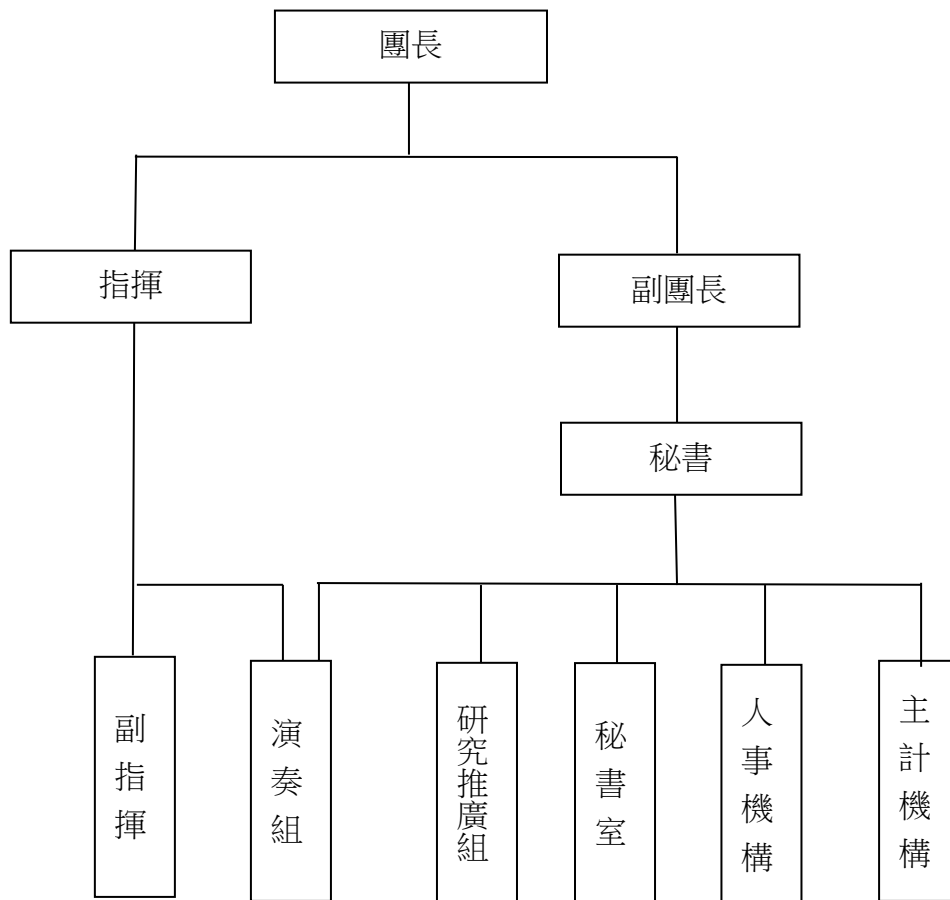 團長
指揮
副團長
秘書
副指揮
演奏組
研究推廣組
秘書室
人事機構
主計機構